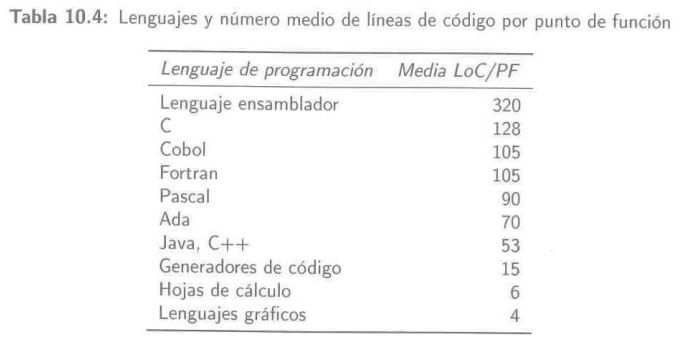 Tabla 10.4: Lenguajes y número medio de líneas de código por punto de función
Lenguaje de programación Media LoC/PF
Lenguaje ensamblador 320
C 128
Cobol 105
Fortran 105
Pascal 90
Ada 70
Java, C++ 53
Generadores de código 15
Hojas de cálculo 6
Lenguajes gráficos 4